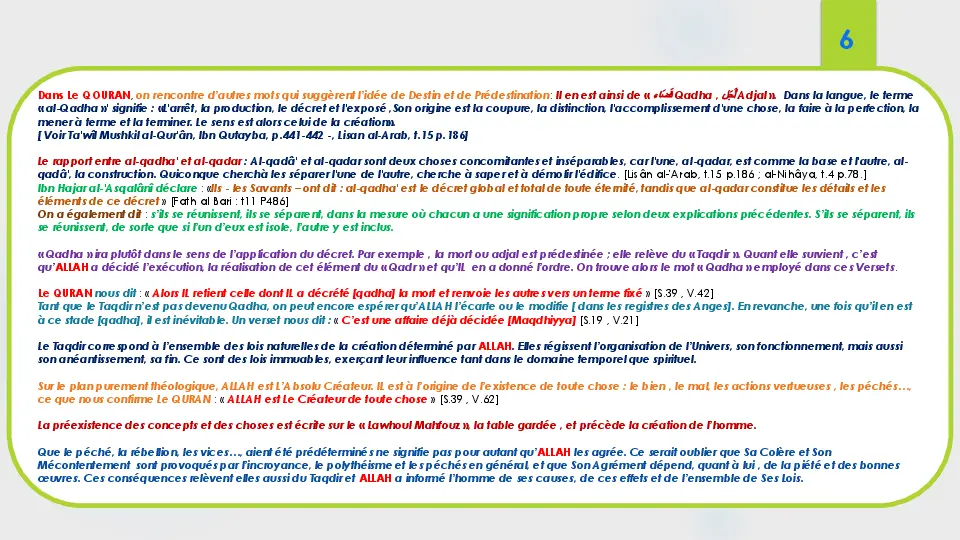 6
Dans Le QOURAN, on rencontre d'autres mots qui suggèrent l'idée de Destin et de Prédestination: Il en est ainsi de « قَضَاء Qadha , أَجَل Adjal ». Dans la langue, le terme
«al-Qadha »' signifie : «L'arrêt, la production, le décret et l'exposé, Son origine est la coupure, la distinction, l'accomplissement d'une chose, la faire à la perfection, la
mener à terme et la terminer. Le sens est alors celui de la création».
[ Voir Ta'wîl Mushkil al-Qur'ân, Ibn Qutayba, p.441-442 -, Lisan al-Arab, t.15 p.186]
Le rapport entre al-qadha' et al-qadar : Al-qadâ' et al-qadar sont deux choses concomitantes et inséparables, car l'une, al-qadar, est comme la base et l'autre, al-
qadâ', la construction. Quiconque cherchà les séparer l'une de l'autre, cherche à saper et à démolir l'édifice. [Lisân al-'Arab, t.15 p.186 ; al-Nihâya, t.4 p.78.]
Ibn Hajar al-'Asqalânî déclare : «Ils - les Savants – ont dit : al-qadha' est le décret global et total de toute éternité, tandis que al-qadar constitue les détails et les
éléments de ce décret » [Fath al Bari : t11 P486]
On a également dit : s'ils se réunissent, ils se séparent, dans la mesure où chacun a une signification propre selon deux explications précédentes. S'ils se séparent, ils
se réunissent, de sorte que si l'un d'eux est isole, l'autre y est inclus.
« Qadha » ira plutôt dans le sens de l'application du décret. Par exemple , la mort ou adjal est prédestinée ; elle relève du « Taqdir ». Quant elle survient , c'est
qu'ALLAH a décidé l'exécution, la réalisation de cet élément du « Qadr » et qu'IL en a donné l'ordre. On trouve alors le mot « Qadha » employé dans ces Versets.
Le QURAN nous dit : « Alors IL retient celle dont IL a décrété [qadha] la mort et renvoie les autres vers un terme fixé » [S.39 , V.42]
Tant que le Taqdir n'est pas devenu Qadha, on peut encore espérer qu'ALLAH l'écarte ou le modifie [ dans les registres des Anges]. En revanche, une fois qu'il en est
à ce stade [qadha], il est inévitable. Un verset nous dit : « C'est une affaire déjà décidée [Maqdhiyya] [S.19 , V.21]
Le Taqdir correspond à l'ensemble des lois naturelles de la création déterminé par ALLAH. Elles régissent l'organisation de l'Univers, son fonctionnement, mais aussi
son anéantissement, sa fin. Ce sont des lois immuables, exerçant leur influence tant dans le domaine temporel que spirituel.
Sur le plan purement théologique, ALLAH est L'Absolu Créateur. IL est à l'origine de l'existence de toute chose : le bien , le mal, les actions vertueuses , les péchés…,
ce que nous confirme Le QURAN : « ALLAH est Le Créateur de toute chose » [S.39 , V.62]
La préexistence des concepts et des choses est écrite sur le « Lawhoul Mahfouz », la table gardée , et précède la création de l'homme.
Que le péché, la rébellion, les vices…, aient été prédéterminés ne signifie pas pour autant qu'ALLAH les agrée. Ce serait oublier que Sa Colère et Son
Mécontentement sont provoqués par l'incroyance, le polythéisme et les péchés en général, et que Son Agrément dépend, quant à lui , de la piété et des bonnes
œuvres. Ces conséquences relèvent elles aussi du Taqdir et ALLAH a informé l'homme de ses causes, de ces effets et de l'ensemble de Ses Lois.